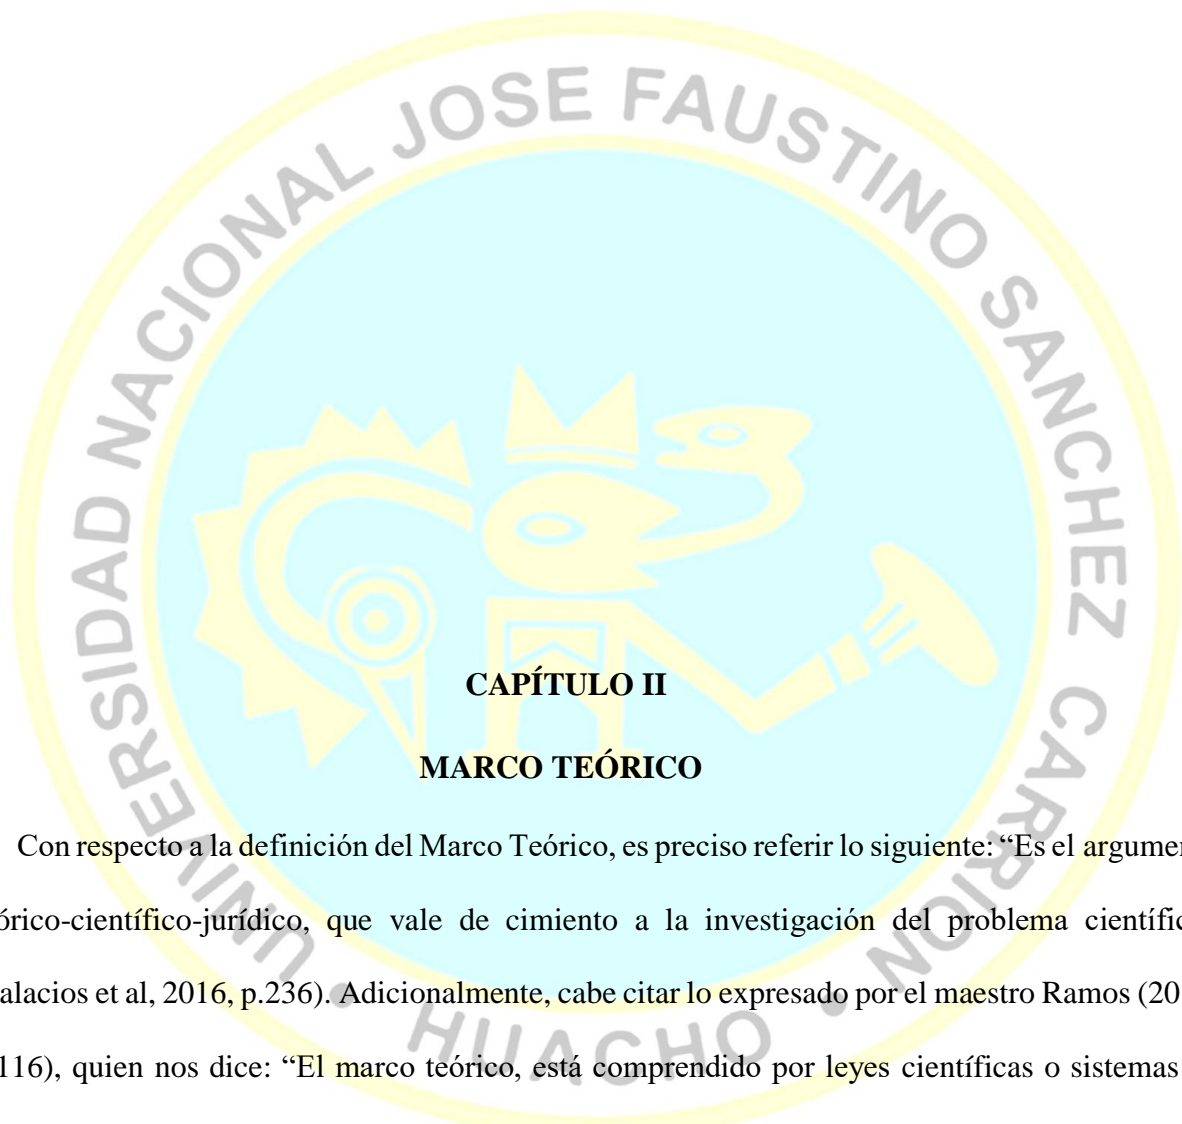 UNIVERSIDAD NACIONAL JOSE FAUSTINO SANCHEZ CARRION • HUACHO •
CAPÍTULO II
MARCO TEÓRICO
Con respecto a la definición del Marco Teórico, es preciso referir lo siguiente: “Es el argumen
órico-científico-jurídico, que vale de cimiento a la investigación del problema científic
alacios et al, 2016, p.236). Adicionalmente, cabe citar lo expresado por el maestro Ramos (20
116), quien nos dice: “El marco teórico, está comprendido por leyes científicas o sistemas